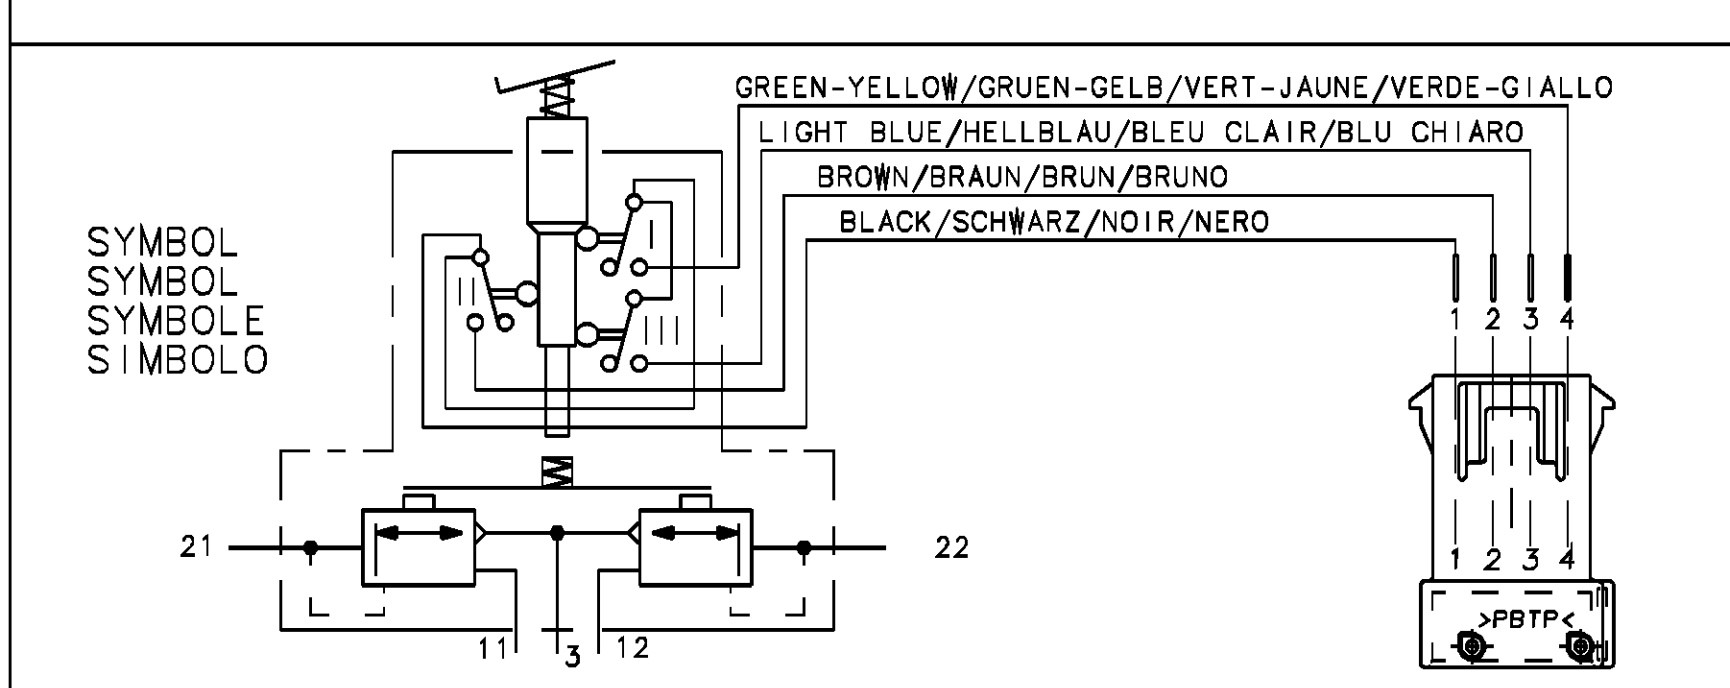 GREEN-YELLOW/GRUEN-GELB/VERT-JAUNE/VERDE-GIALLO
LIGHT BLUE/HELLBLAU/BLEU CLAIR/BLU CHIARO
BROWN/BRAUN/BRUN/BRUNO
BLACK/SCHWARZ/NOIR/NERO
SYMBOL
SYMBOL
SYMBOLE
SIMBOLO
I
II
III
1 2 3 4
1 2 3 4
21
22
11
3
12
>PBTP<